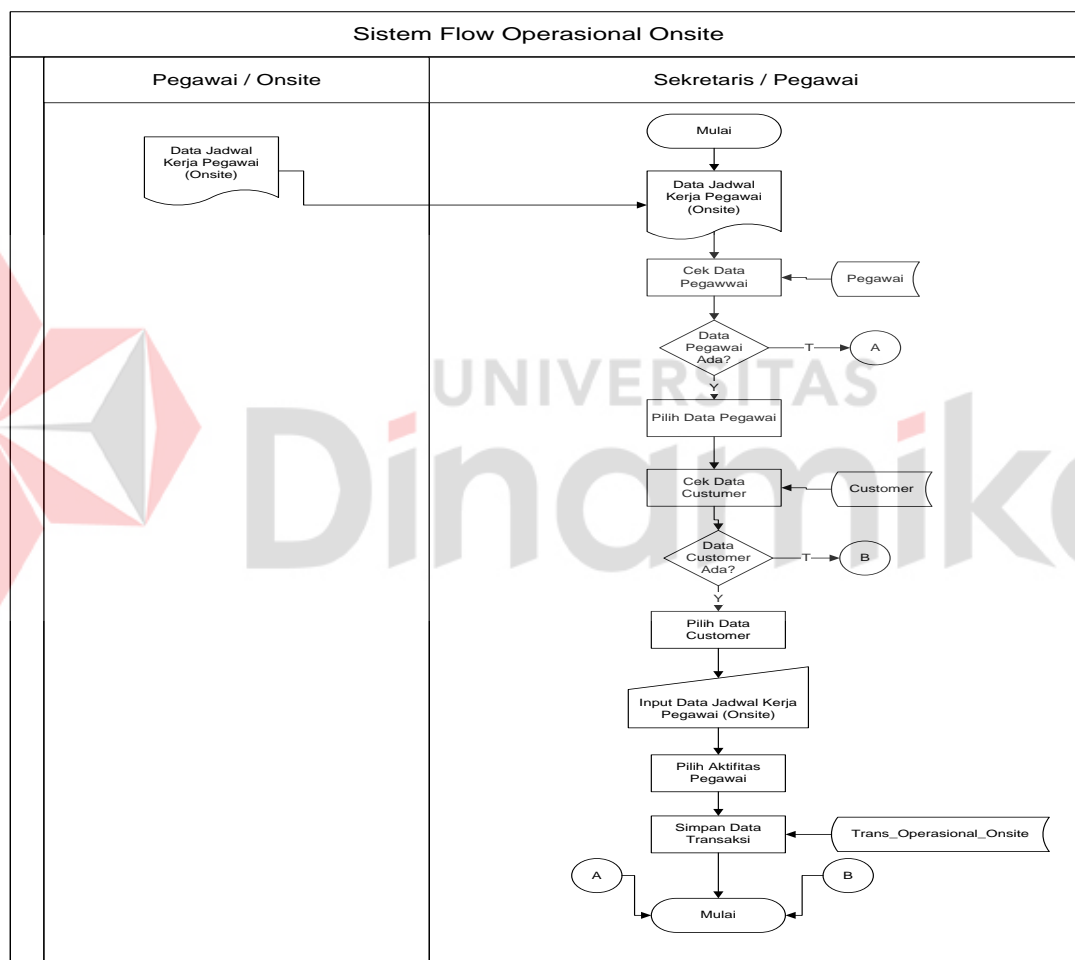 Sistem Flow Operasional Onsite
Pegawai / Onsite
Sekretaris / Pegawai
Mulai
Data Jadwal
Kerja Pegawai
(Onsite)
Data Jadwal
Kerja Pegawai
(Onsite)
Cek Data
Pegawwai
Pegawai
Data
Pegawai
Ada?
T
A
Y
UNIVERSITAS
Dinamika
Pilih Data Pegawai
Cek Data
Custumer
Customer
Data
Customer
Ada?
T
B
Y
Pilih Data
Customer
Input Data Jadwal Kerja
Pegawai (Onsite)
Pilih Aktifitas
Pegawai
Simpan Data
Transaksi
Trans_Operasional_Onsite
A
B
Mulai